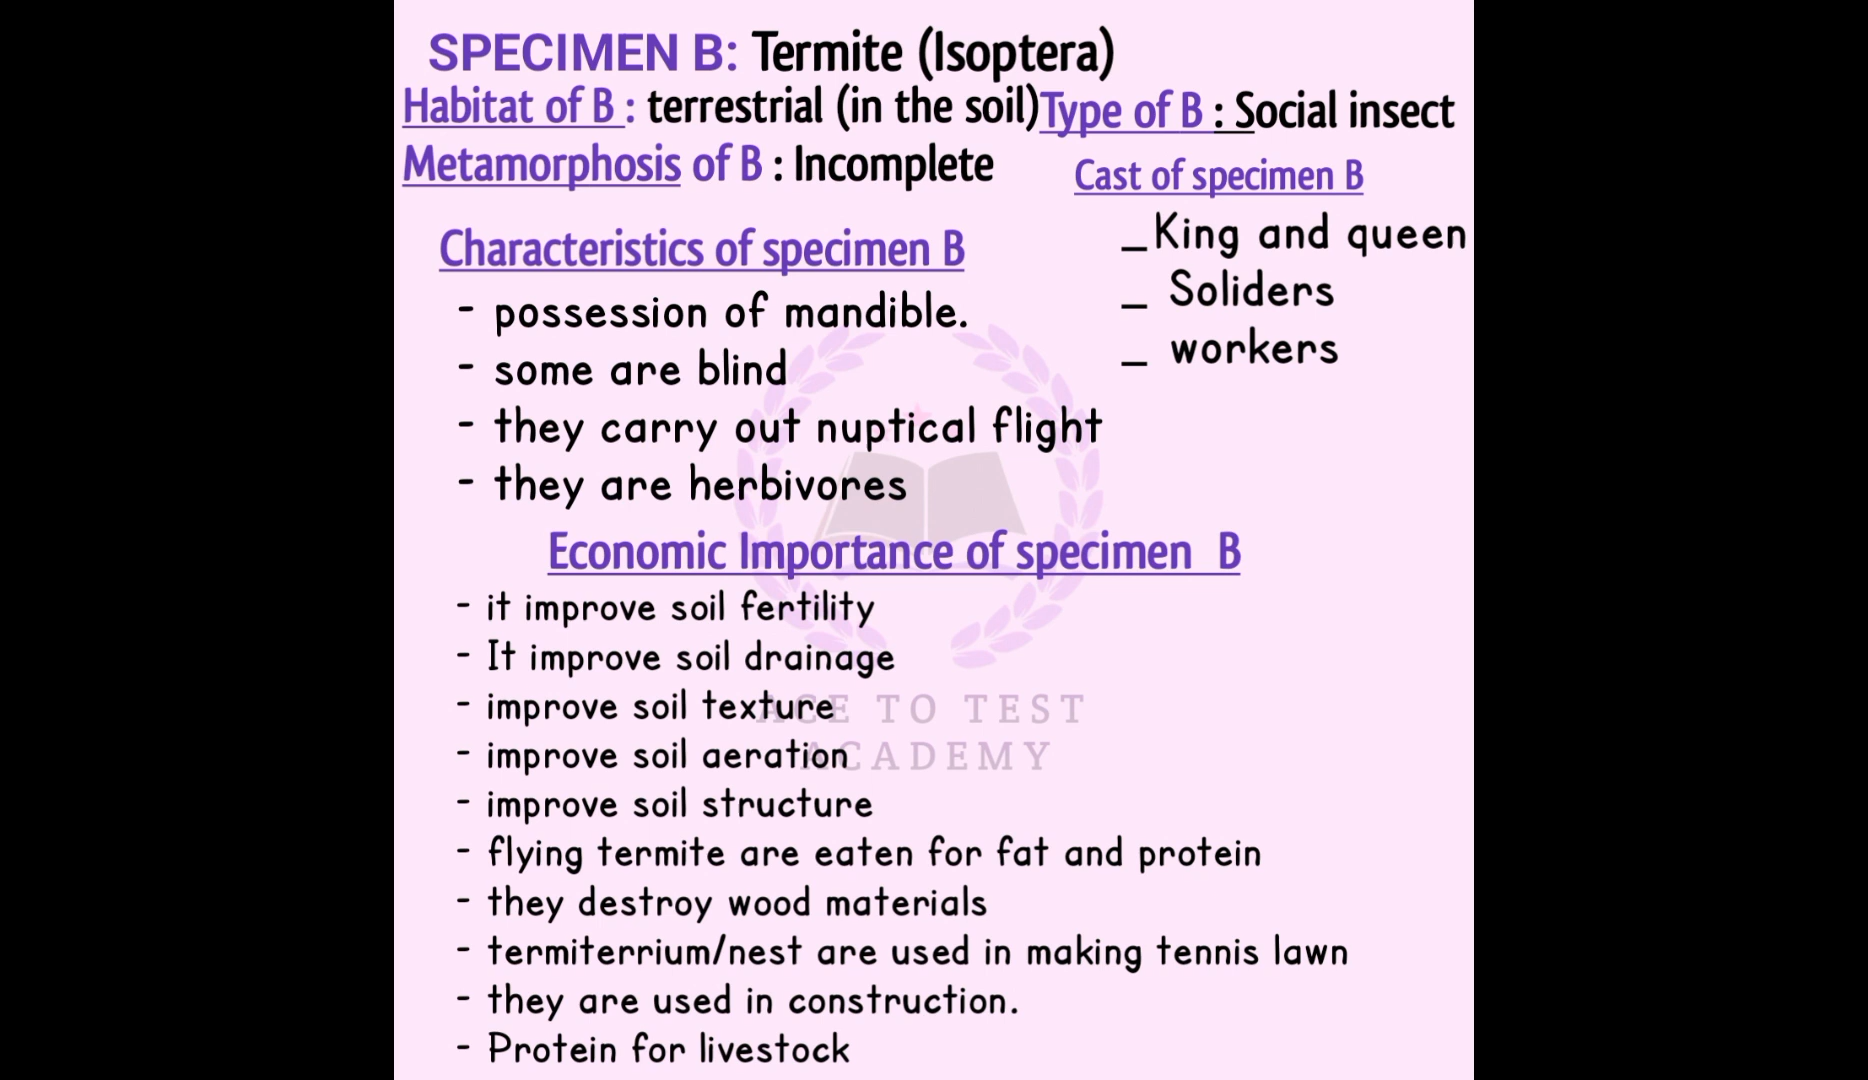 SPECIMEN B: Termite (Isoptera)
Habitat of B : terrestrial (in the soil) Type of B : Social insect
Metamorphosis of B : Incomplete
Cast of specimen B
_King and queen
_ Soliders
_ workers
Characteristics of specimen B
- possession of mandible.
- some are blind
- they carry out nuptical flight
- they are herbivores
Economic Importance of specimen B
- it improve soil fertility
- It improve soil drainage
- improve soil texture
- improve soil aeration
- improve soil structure
- flying termite are eaten for fat and protein
- they destroy wood materials
- termiterrium/nest are used in making tennis lawn
- they are used in construction.
- Protein for livestock
ACE TO TEST
ACADEMY